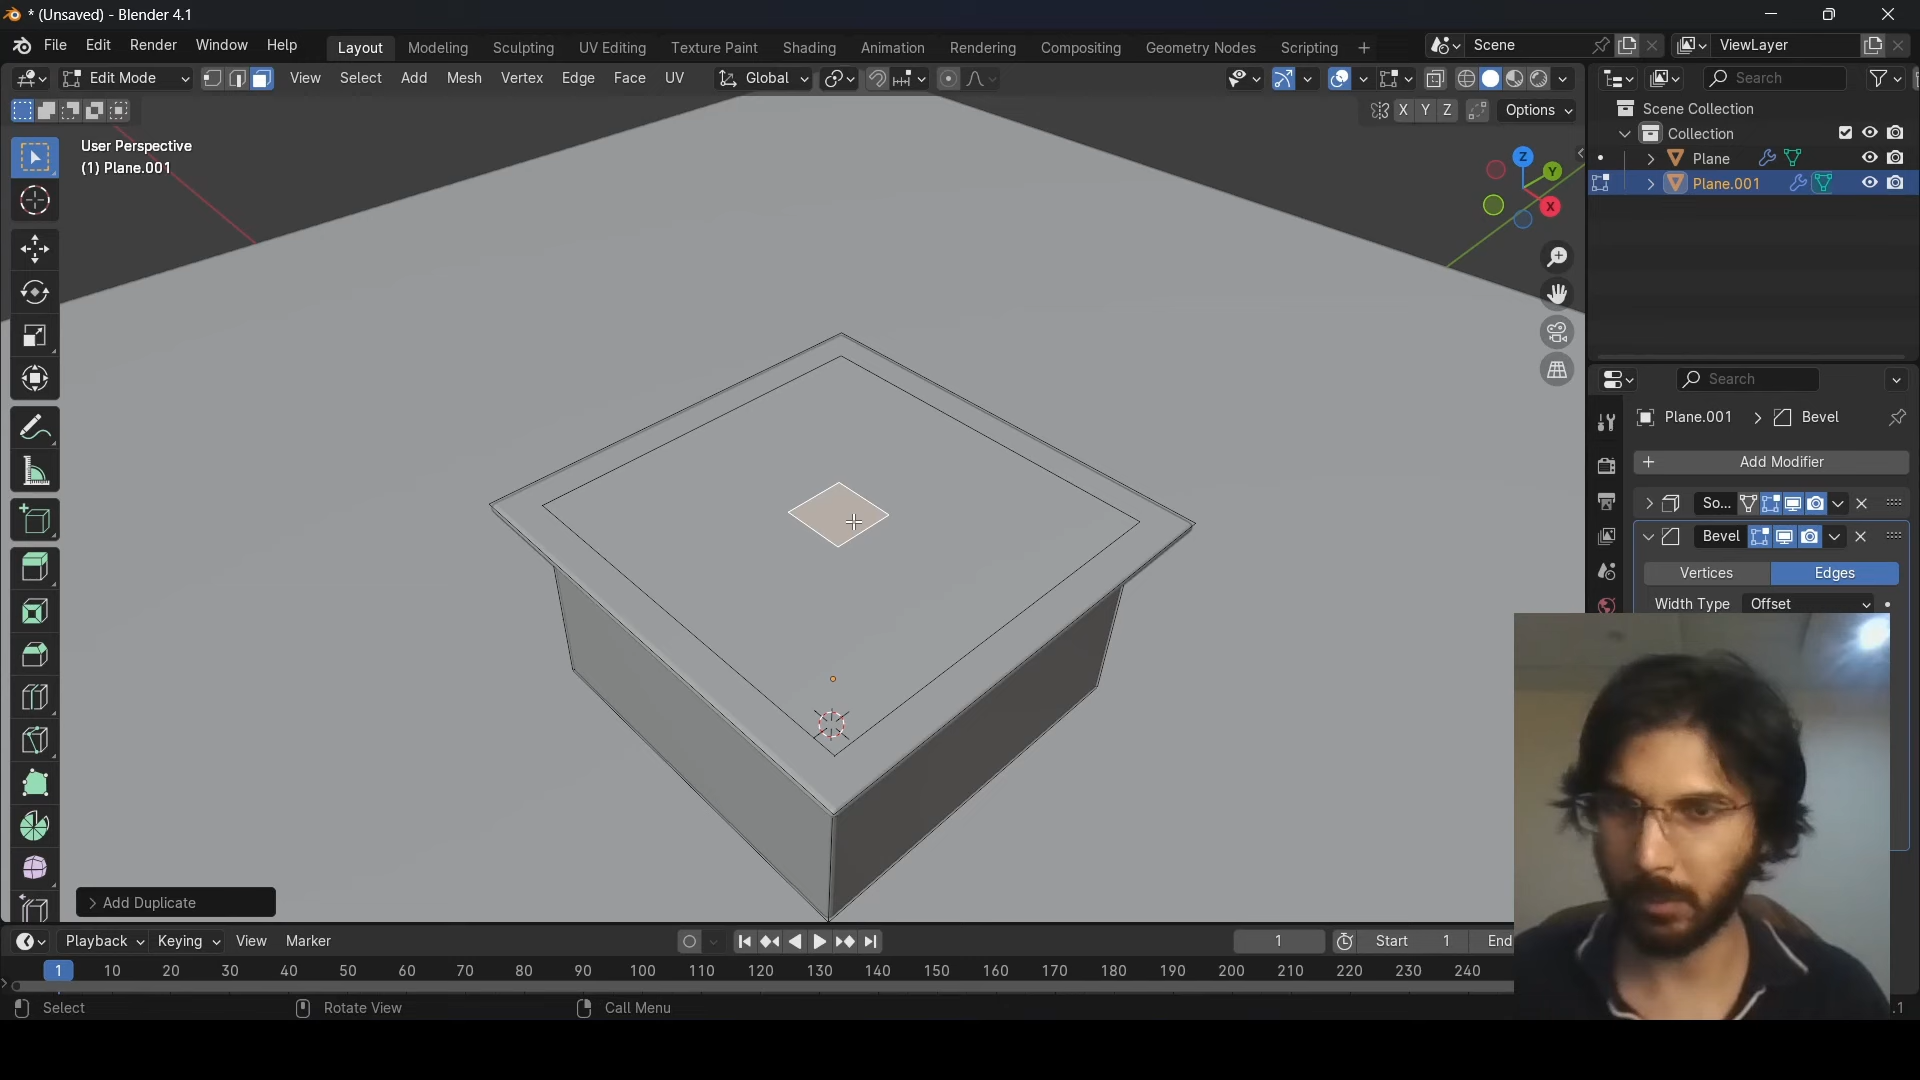 * (Unsaved) - Blender 4.1
File Edit Render Window Help
Layout Modeling Sculpting UV Editing Texture Paint Shading Animation Rendering Compositing Geometry Nodes Scripting +
Scene
ViewLayer
Edit Mode
View Select Add Mesh Vertex Edge Face UV
Global
Search
X Y Z
Options
User Perspective
(1) Plane.001
Z
Y
X
Scene Collection
Collection
Plane
Plane.001
Search
Plane.001 > Bevel
+ Add Modifier
So...
Bevel
Vertices Edges
Width Type Offset
> Add Duplicate
Playback Keying View Marker
1
Start 1
End
1 10 20 30 40 50 60 70 80 90 100 110 120 130 140 150 160 170 180 190 200 210 220 230 240
Select
Rotate View
Call Menu
.1